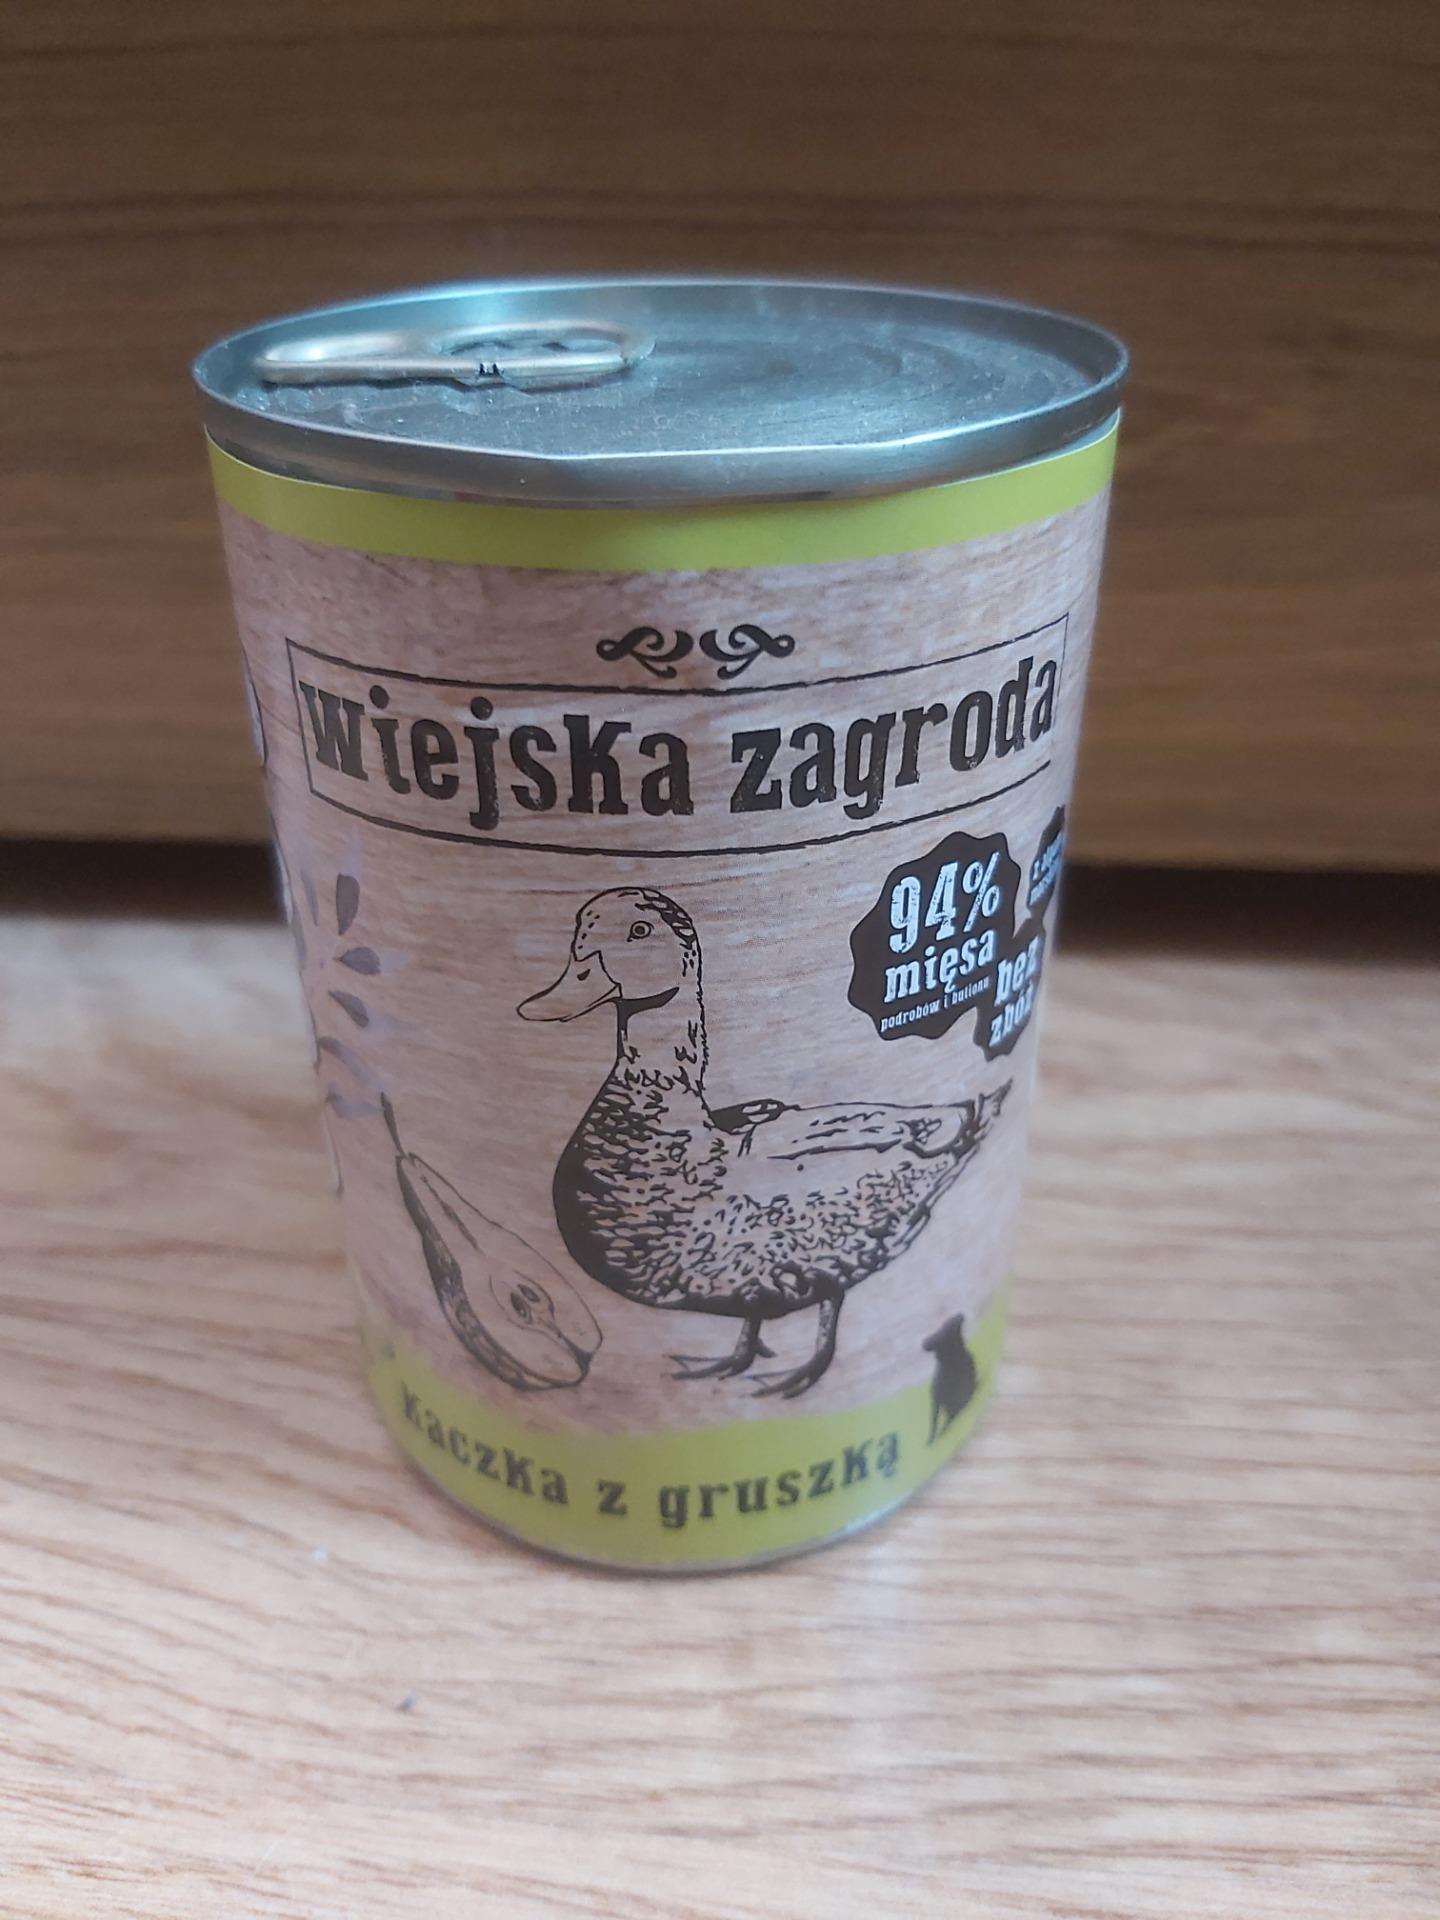 wiejska zagroda
94%
mięsa
podrobów i bulionu
bez
zbóż
kaczka z gruszką